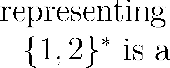 representing
{1, 2}* is a